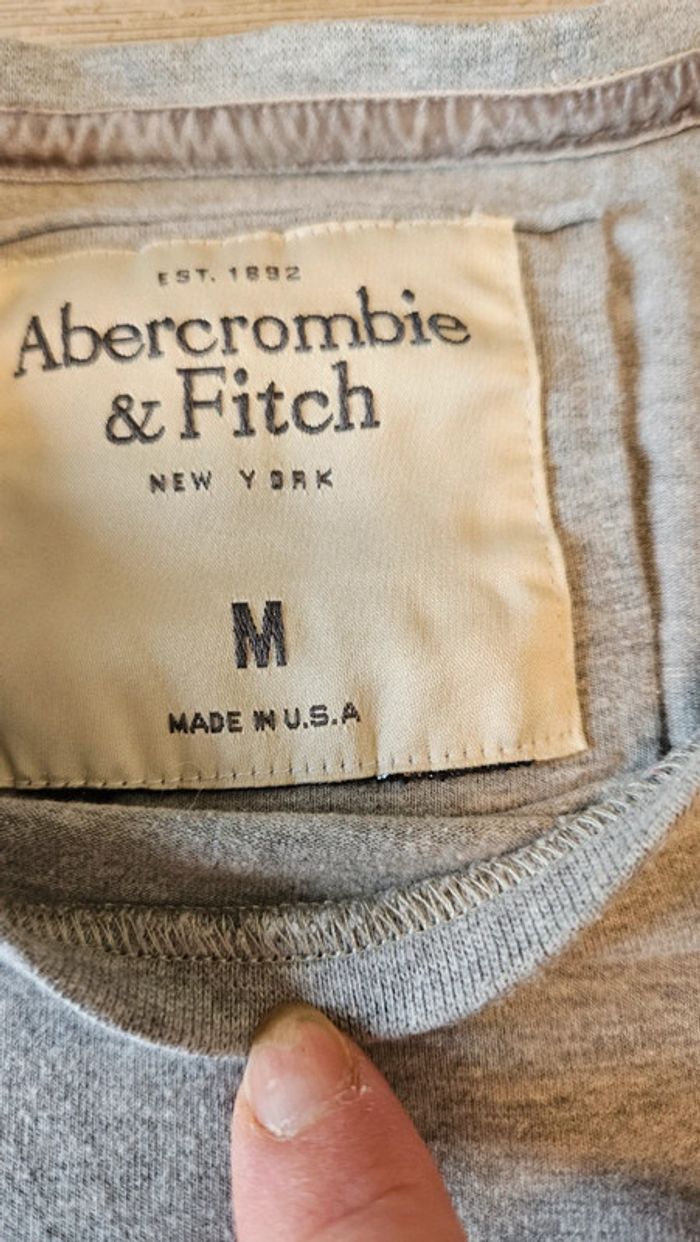 EST. 1892
Abercrombie
& Fitch
NEW YORK
M
MADE IN U.S.A